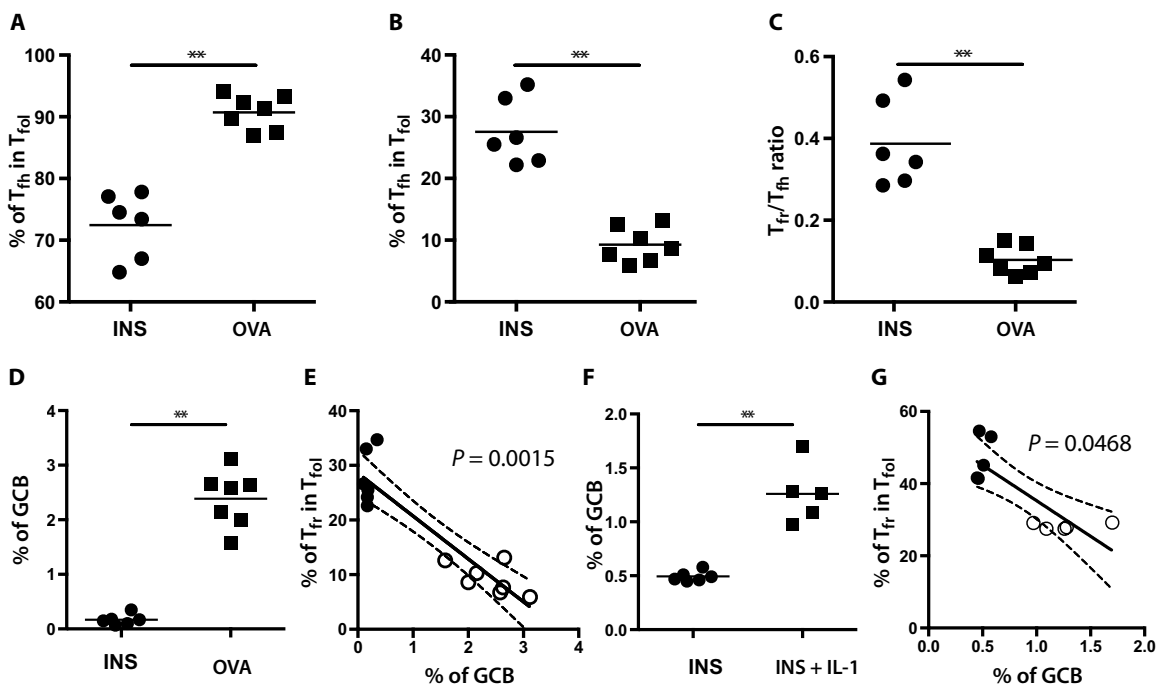 A
**
% of Tfh in Tfol
100
90
80
70
60
INS
OVA
B
**
% of Tfh in Tfol
40
30
20
10
0
INS
OVA
C
**
Tfr/Tfh ratio
0.6
0.4
0.2
0.0
INS
OVA
D
**
% of GCB
4
3
2
1
0
INS
OVA
E
P = 0.0015
% of Tfr in Tfol
40
30
20
10
0
0 1 2 3 4
% of GCB
F
**
% of GCB
2.0
1.5
1.0
0.5
0.0
INS
INS + IL-1
G
P = 0.0468
% of Tfr in Tfol
60
40
20
0
0.0 0.5 1.0 1.5 2.0
% of GCB